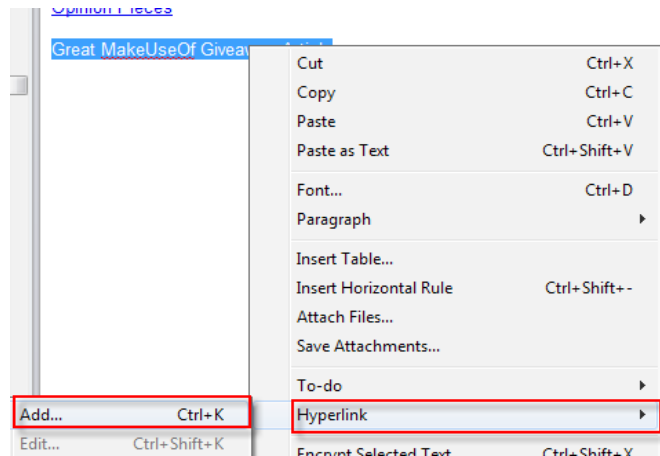 Opinion Pieces
Great MakeUseOf Giveaway
Cut Ctrl+X
Copy Ctrl+C
Paste Ctrl+V
Paste as Text Ctrl+Shift+V
Font... Ctrl+D
Paragraph
Insert Table...
Insert Horizontal Rule Ctrl+Shift+-
Attach Files...
Save Attachments...
To-do
Add... Ctrl+K Hyperlink
Edit... Ctrl+Shift+K
Encrypt Selected Text Ctrl+Shift+X